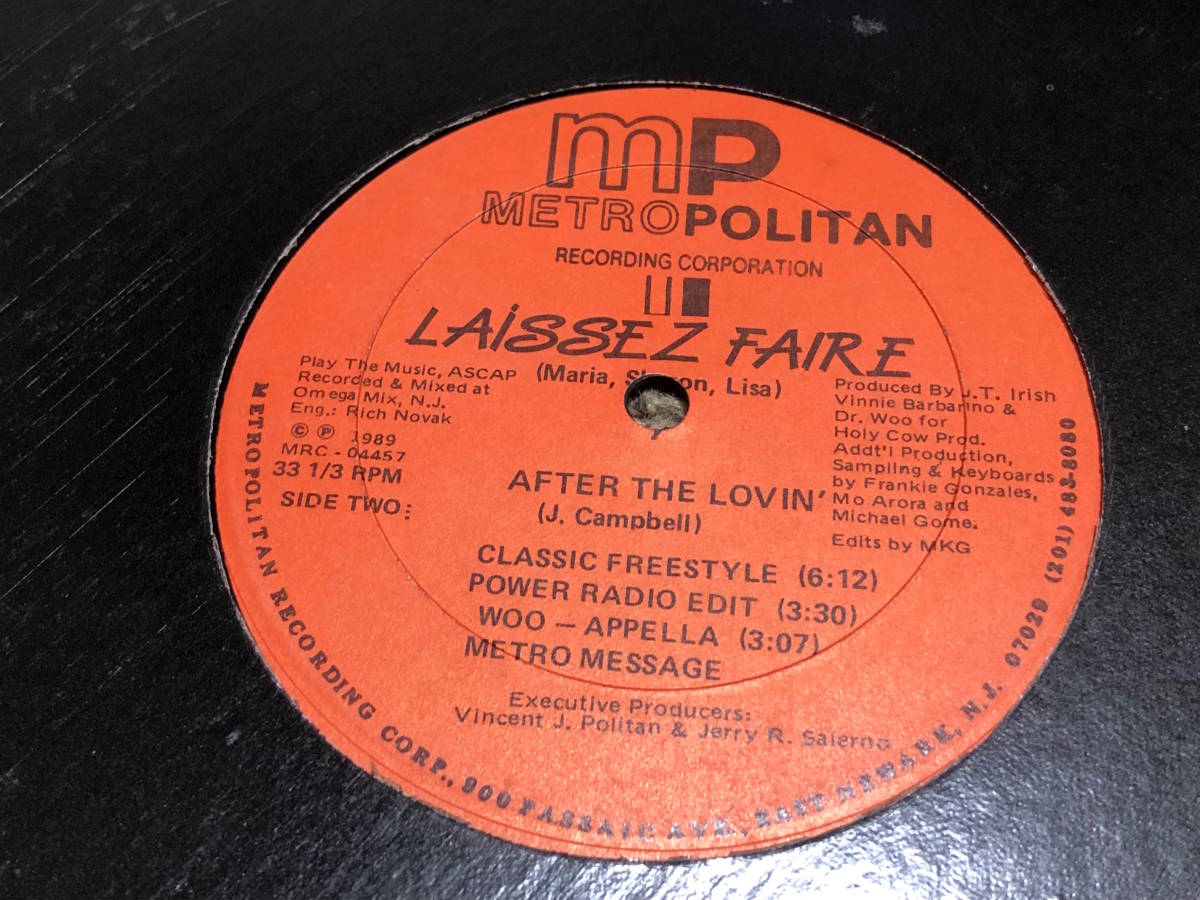 mP
METROPOLITAN
RECORDING CORPORATION
LAiSSEZ FAIRE
(Maria, Lisa)
Play The Music, ASCAP
Recorded & Mixed at
Omega Mix, N.J.
Eng.: Rich Novak
© ℗ 1989
MRC - 04457
33 1/3 RPM
SIDE TWO:
Produced By J.T. Irish
Vinnie Barbarino &
Dr. Woo for
Holy Cow Prod.
Addt'l Production,
Sampling & Keyboards
by Frankie Gonzales,
Mo Arora and
Michael Gome.
Edits by MKG
AFTER THE LOVIN'
(J. Campbell)
CLASSIC FREESTYLE (6:12)
POWER RADIO EDIT (3:30)
WOO - APPELLA (3:07)
METRO MESSAGE
Executive Producers:
Vincent J. Politan & Jerry R. Salerno
METROPOLITAN RECORDING CORP., 900 PASSAIC AVE., EAST NEWARK, N.J. 07029 (201) 483-8080